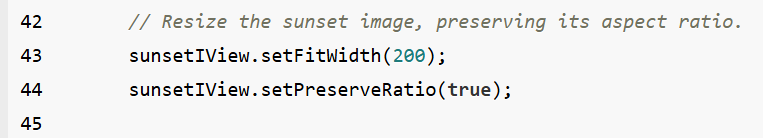 42 // Resize the sunset image, preserving its aspect ratio.
43 sunsetIView.setFitWidth(200);
44 sunsetIView.setPreserveRatio(true);
45